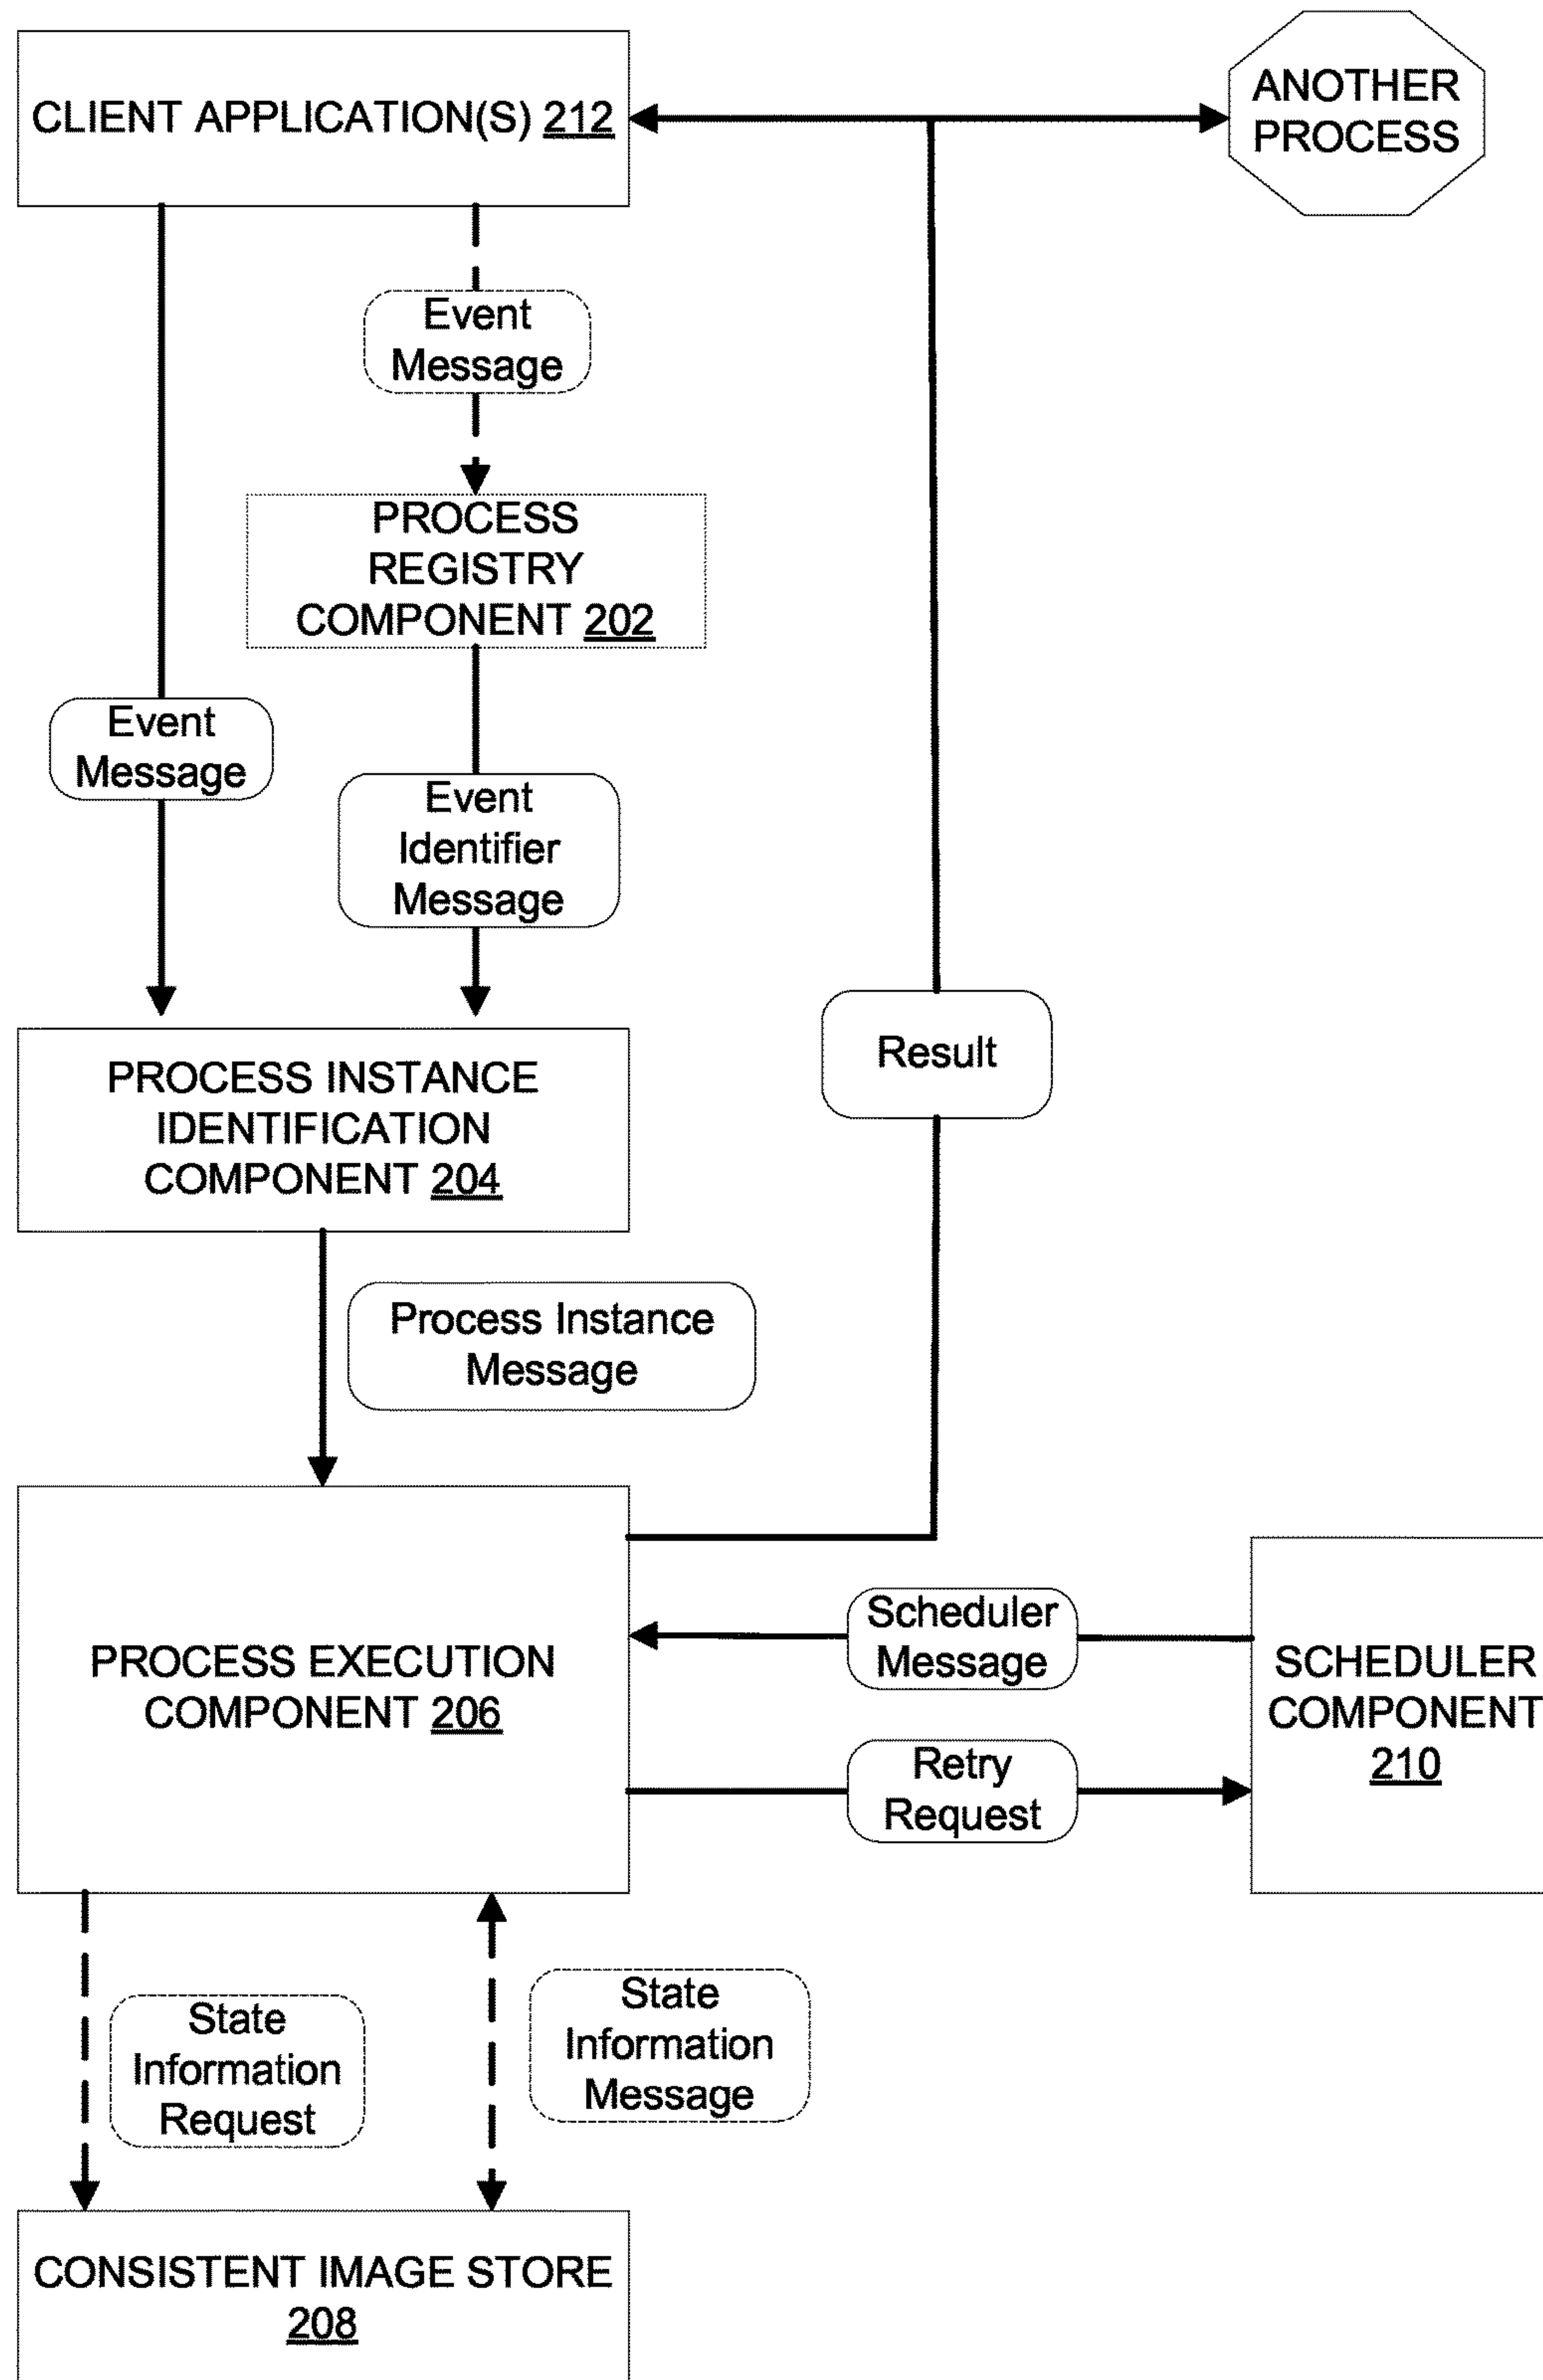 CLIENT APPLICATION(S) 212
ANOTHER
PROCESS
Event
Message
PROCESS
REGISTRY
COMPONENT 202
Event
Message
Event
Identifier
Message
Result
PROCESS INSTANCE
IDENTIFICATION
COMPONENT 204
Process Instance
Message
PROCESS EXECUTION
COMPONENT 206
Scheduler
Message
Retry
Request
SCHEDULER
COMPONENT
210
State
Information
Request
State
Information
Message
CONSISTENT IMAGE STORE
208